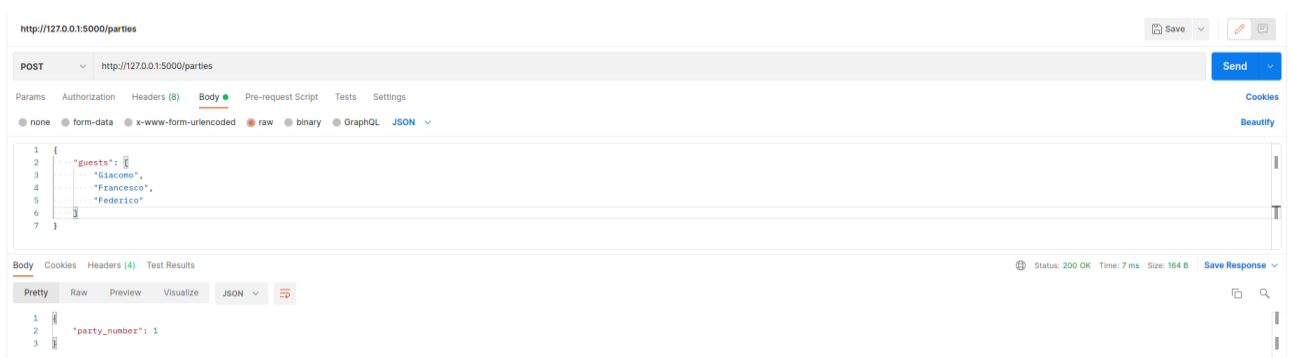 http://127.0.0.1:5000/parties Save
POST http://127.0.0.1:5000/parties Send
Params Authorization Headers (8) Body Pre-request Script Tests Settings Cookies
none form-data x-www-form-urlencoded raw binary GraphQL JSON Beautify
1 {
2 "guests": [
3 "Giacomo",
4 "Francesco",
5 "Federico"
6 ]
7 }
Body Cookies Headers (4) Test Results Status: 200 OK Time: 7 ms Size: 164 B Save Response
Pretty Raw Preview Visualize JSON
1 {
2 "party_number": 1
3 }